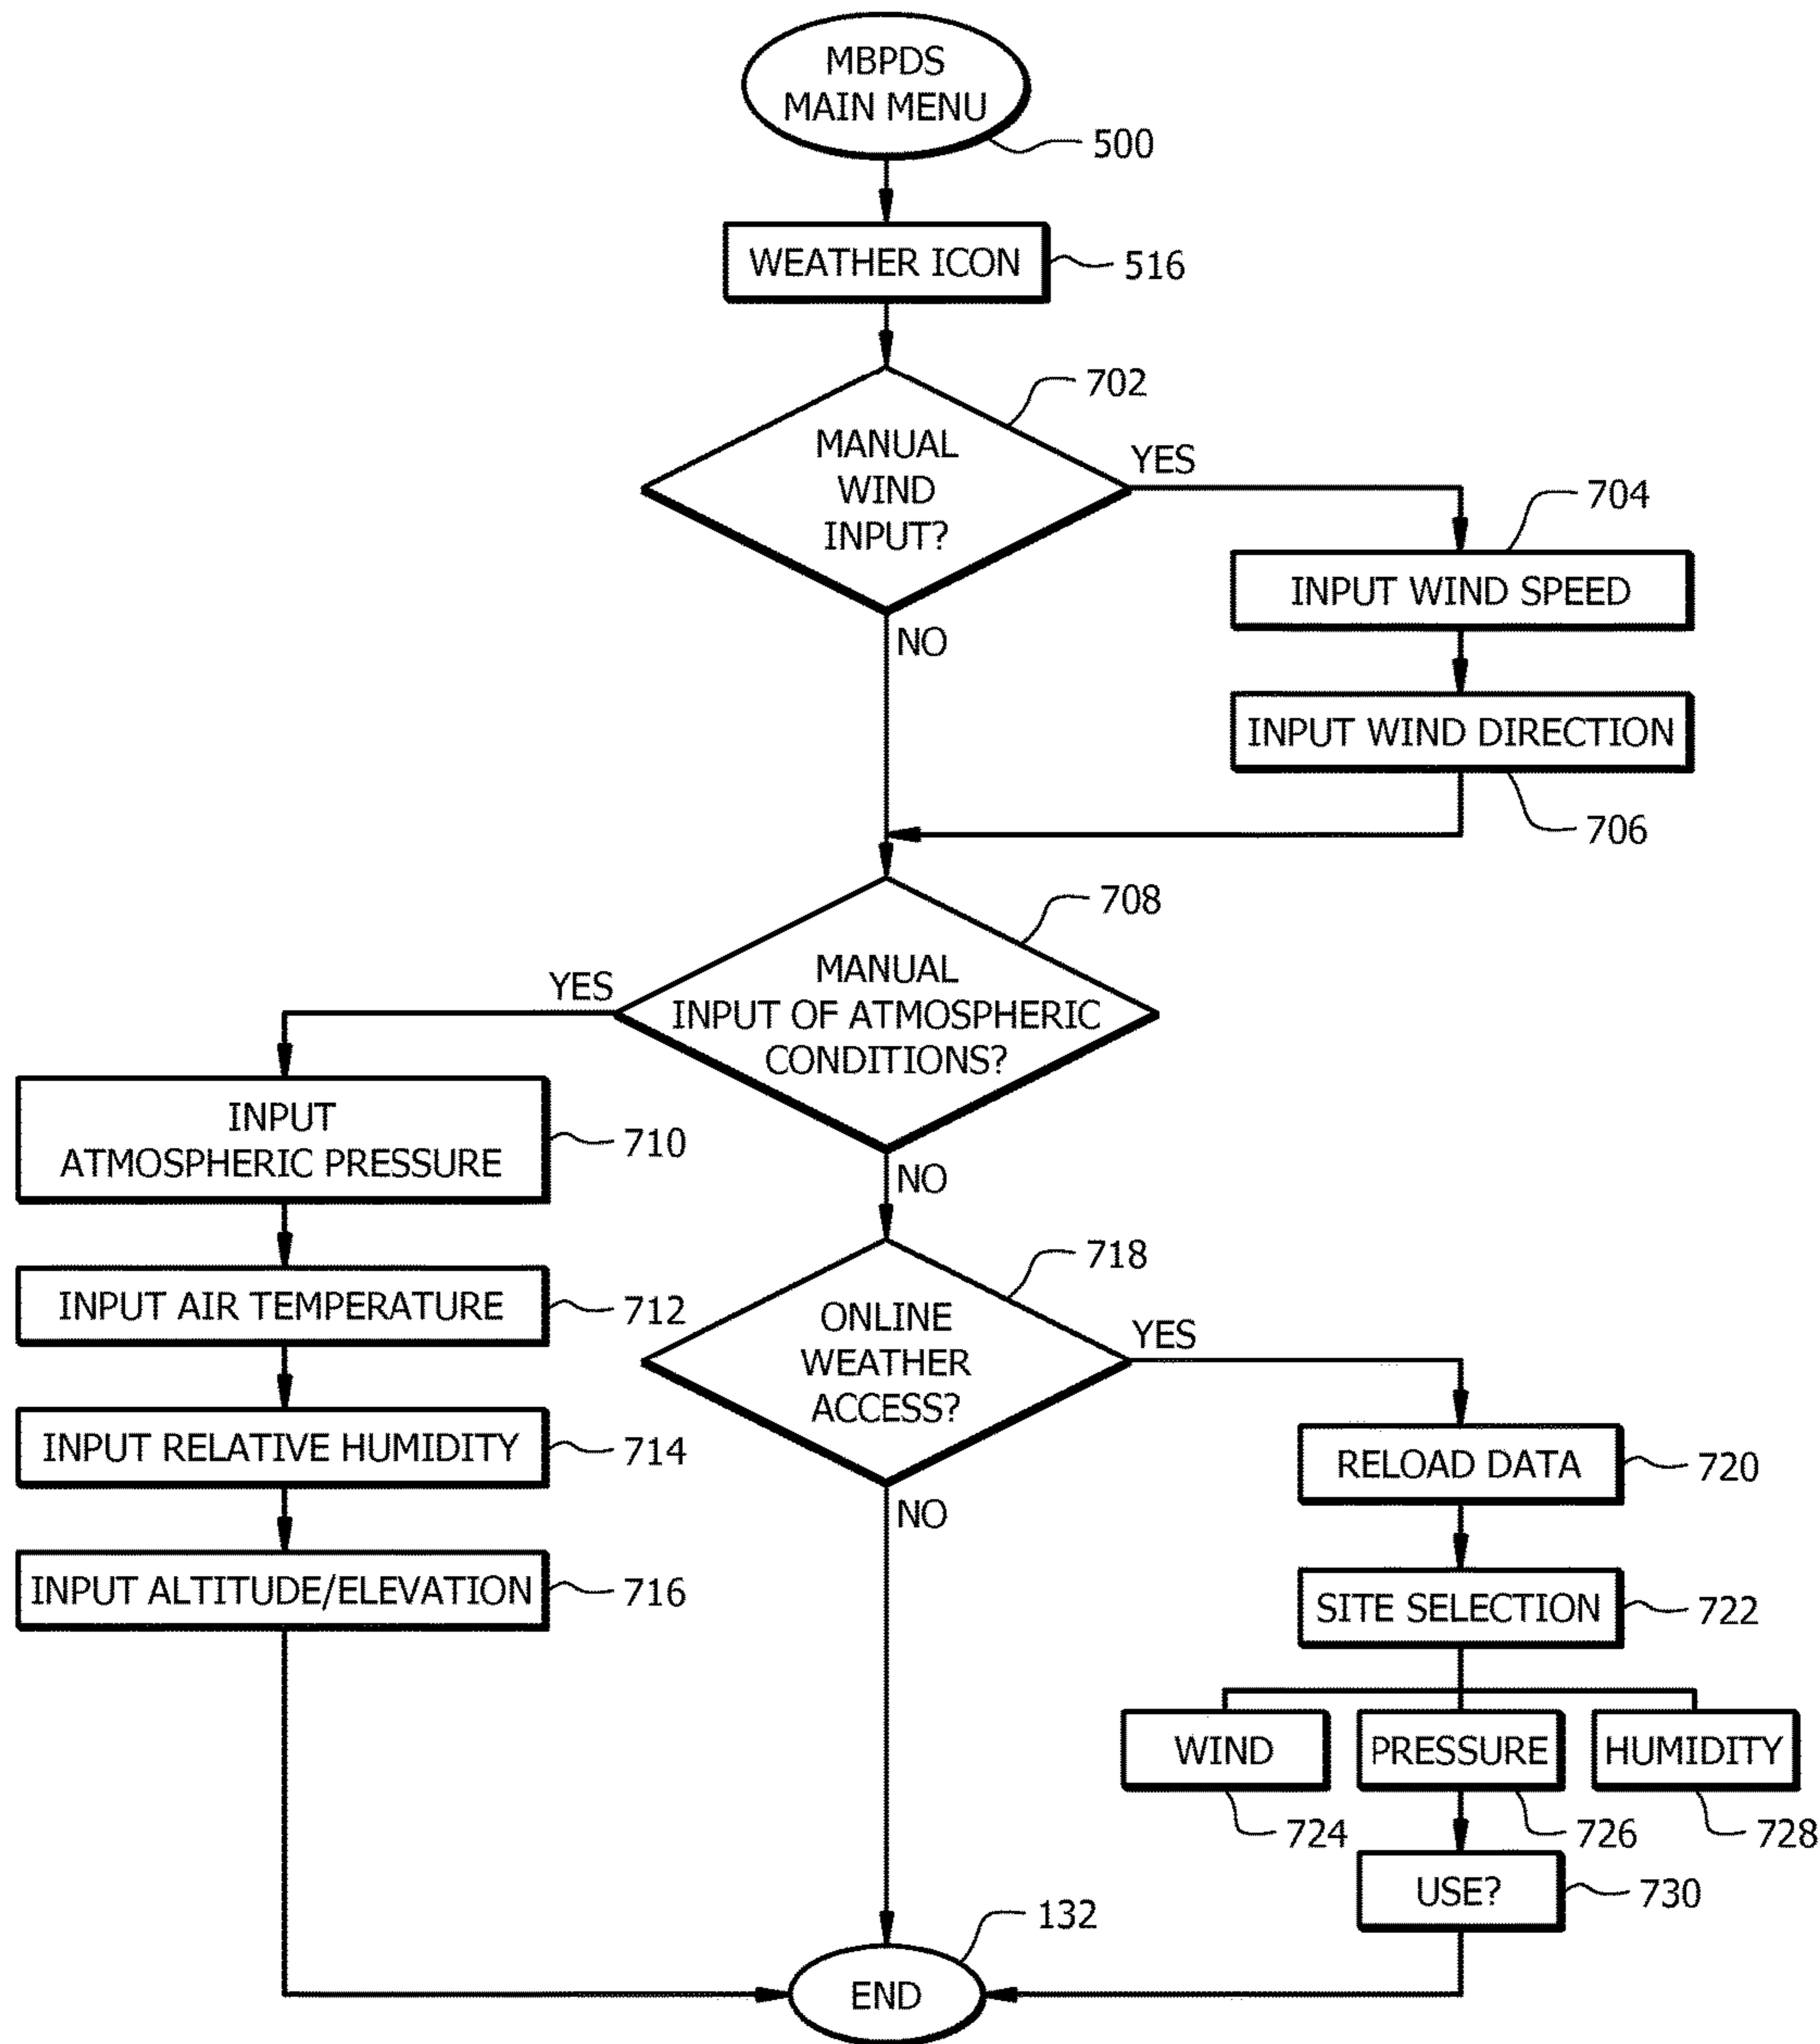 MBPDS
MAIN MENU
500
WEATHER ICON
516
702
MANUAL
WIND
INPUT?
YES
NO
704
INPUT WIND SPEED
INPUT WIND DIRECTION
706
708
MANUAL
INPUT OF ATMOSPHERIC
CONDITIONS?
YES
NO
INPUT
ATMOSPHERIC PRESSURE
710
INPUT AIR TEMPERATURE
712
INPUT RELATIVE HUMIDITY
714
INPUT ALTITUDE/ELEVATION
716
718
ONLINE
WEATHER
ACCESS?
YES
NO
RELOAD DATA
720
SITE SELECTION
722
WIND
PRESSURE
HUMIDITY
724
726
728
USE?
730
132
END